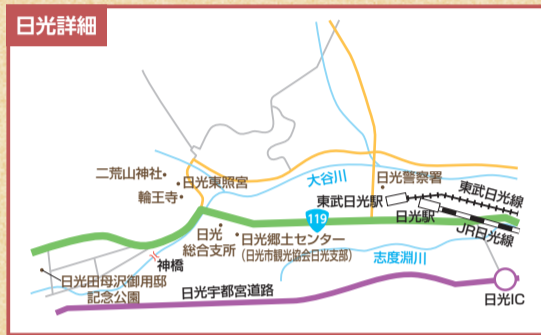 日光詳細
二荒山神社
日光東照宮
輪王寺
大谷川
日光警察署
東武日光駅
東武日光線
日光駅
JR日光線
119
日光
総合支所
日光郷土センター
（日光市観光協会日光支部）
神橋
志度淵川
日光田母沢御用邸
記念公園
日光宇都宮道路
日光IC